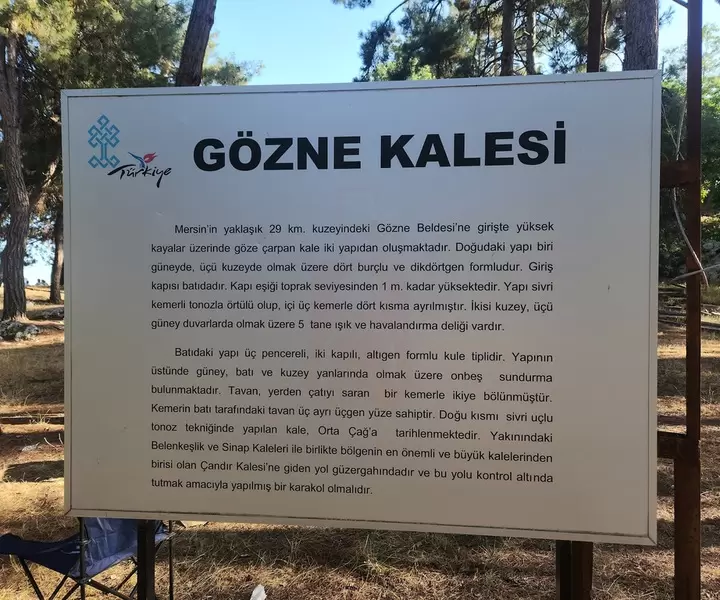 Türkiye
GÖZNE KALESİ
Mersin'in yaklaşık 29 km. kuzeyindeki Gözne Beldesi'ne girişte yüksek
kayalar üzerinde göze çarpan kale iki yapıdan oluşmaktadır. Doğudaki yapı biri
güneyde, üçü kuzeyde olmak üzere dört burçlu ve dikdörtgen formludur. Giriş
kapısı batıdadır. Kapı eşiği toprak seviyesinden 1 m. kadar yüksektedir. Yapı sivri
kemerli tonozla örtülü olup, içi üç kemerle dört kısma ayrılmıştır. İkisi kuzey, üçü
güney duvarlarda olmak üzere 5 tane ışık ve havalandırma deliği vardır.
Batıdaki yapı üç pencereli, iki kapılı, altıgen formlu kule tiplidir. Yapının
üstünde güney, batı ve kuzey yanlarında olmak üzere onbeş sundurma
bulunmaktadır. Tavan, yerden çatıyı saran bir kemerle ikiye bölünmüştür.
Kemerin batı tarafındaki tavan üç ayrı üçgen yüze sahiptir. Doğu kısmı sivri uçlu
tonoz tekniğinde yapılan kale, Orta Çağ'a tarihlenmektedir. Yakınındaki
Belenkeşlik ve Sinap Kaleleri ile birlikte bölgenin en önemli ve büyük kalelerinden
birisi olan Çandır Kalesi'ne giden yol güzergahındadır ve bu yolu kontrol altında
tutmak amacıyla yapılmış bir karakol olmalıdır.